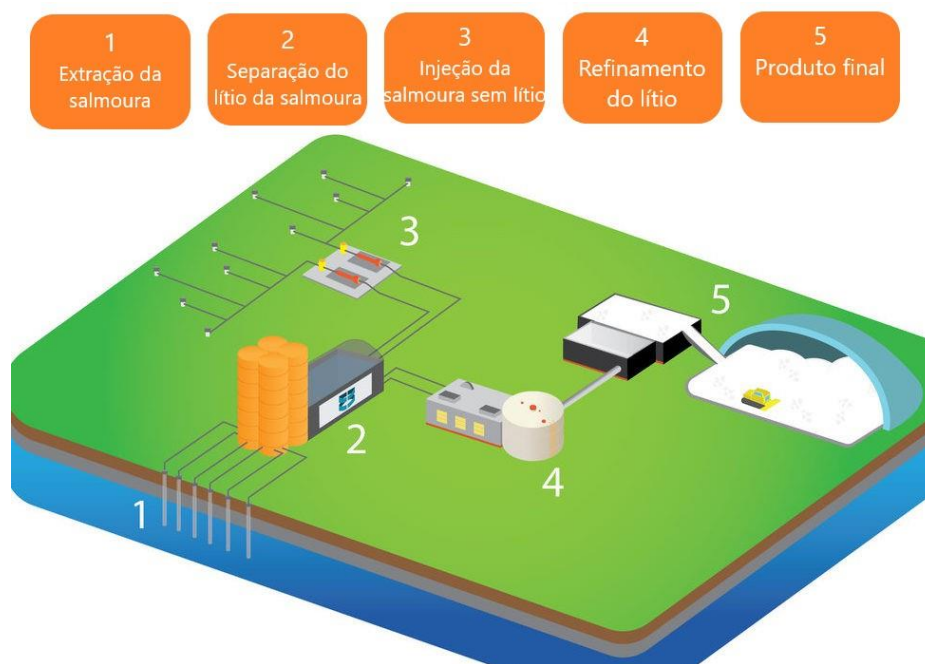 1
Extração da
salmoura
2
Separação do
lítio da salmoura
3
Injeção da
salmoura sem lítio
4
Refinamento
do lítio
5
Produto final
3
5
2
4
1